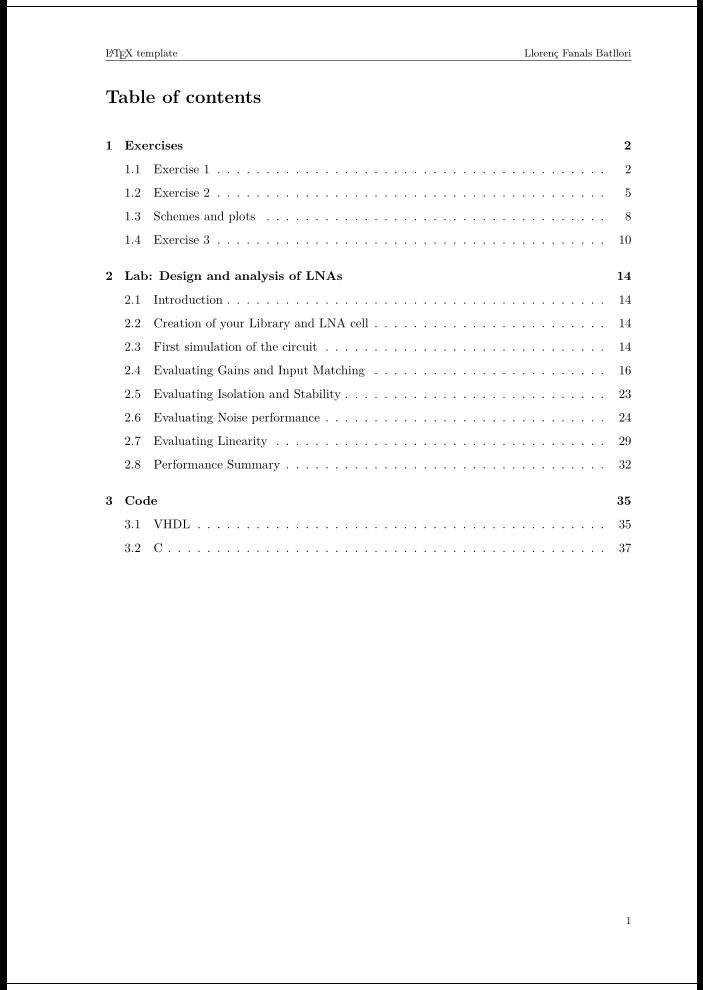 LATEX template Llorenç Fanals Batllori
Table of contents
1 Exercises 2
1.1 Exercise 1 . . . . . . . . . . . . . . . . . . . . . . . . . . . . . . . . . . . . . . . . 2
1.2 Exercise 2 . . . . . . . . . . . . . . . . . . . . . . . . . . . . . . . . . . . . . . . . 5
1.3 Schemes and plots . . . . . . . . . . . . . . . . . . . . . . . . . . . . . . . . . . 8
1.4 Exercise 3 . . . . . . . . . . . . . . . . . . . . . . . . . . . . . . . . . . . . . . . . 10
2 Lab: Design and analysis of LNAs 14
2.1 Introduction . . . . . . . . . . . . . . . . . . . . . . . . . . . . . . . . . . . . . . . 14
2.2 Creation of your Library and LNA cell . . . . . . . . . . . . . . . . . . . . . 14
2.3 First simulation of the circuit . . . . . . . . . . . . . . . . . . . . . . . . . . . 14
2.4 Evaluating Gains and Input Matching . . . . . . . . . . . . . . . . . . . . . 16
2.5 Evaluating Isolation and Stability . . . . . . . . . . . . . . . . . . . . . . . . 23
2.6 Evaluating Noise performance . . . . . . . . . . . . . . . . . . . . . . . . . . . 24
2.7 Evaluating Linearity . . . . . . . . . . . . . . . . . . . . . . . . . . . . . . . . . 29
2.8 Performance Summary . . . . . . . . . . . . . . . . . . . . . . . . . . . . . . . . 32
3 Code 35
3.1 VHDL . . . . . . . . . . . . . . . . . . . . . . . . . . . . . . . . . . . . . . . . . . 35
3.2 C . . . . . . . . . . . . . . . . . . . . . . . . . . . . . . . . . . . . . . . . . . . . . 37
1